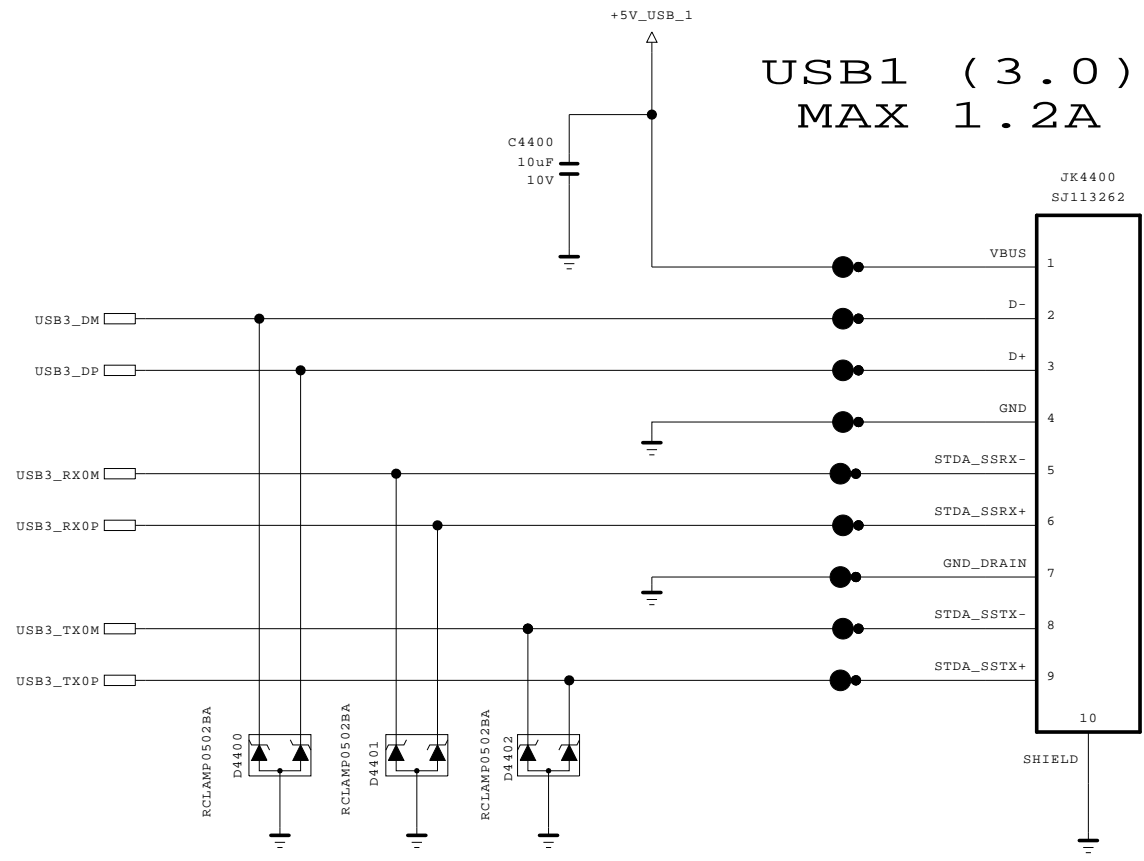 +5V_USB_1
USB1 (3.0)
MAX 1.2A
C4400
10uF
10V
JK4400
SJ113262
VBUS
1
D-
2
USB3_DM
D+
3
USB3_DP
GND
4
STDA_SSRX-
5
USB3_RX0M
STDA_SSRX+
6
USB3_RX0P
GND_DRAIN
7
STDA_SSTX-
8
USB3_TX0M
STDA_SSTX+
9
USB3_TX0P
10
SHIELD
RCLAMP0502BA
D4400
RCLAMP0502BA
D4401
RCLAMP0502BA
D4402